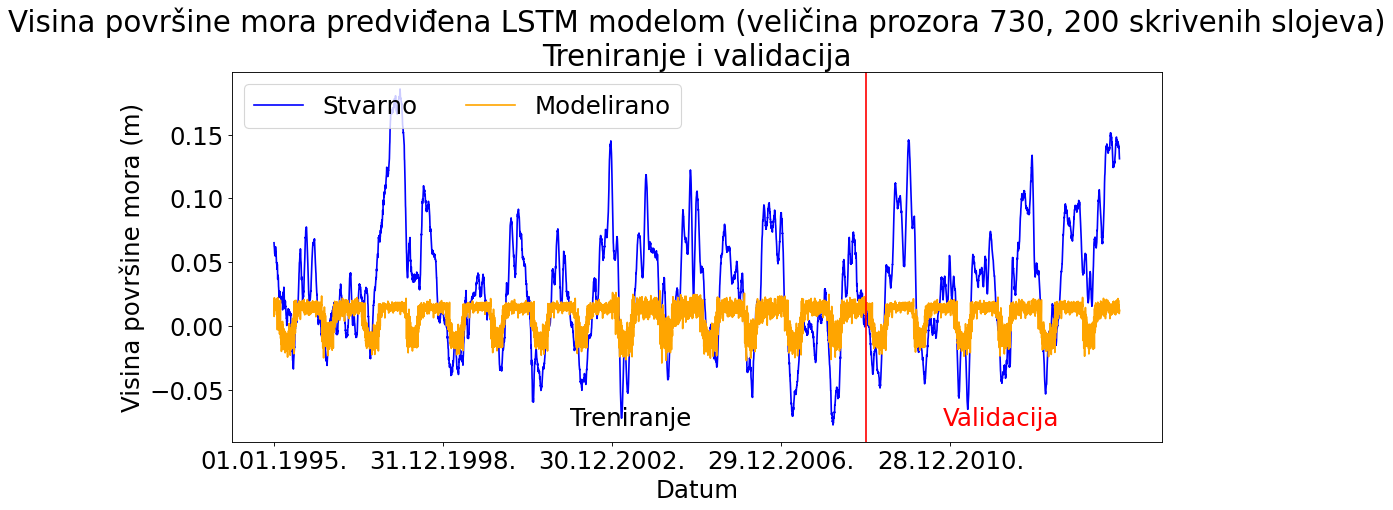 Visina površine mora predviđena LSTM modelom (veličina prozora 730, 200 skrivenih slojeva)
Treniranje i validacija
Stvarno
Modelirano
Visina površine mora (m)
0.15
0.10
0.05
0.00
−0.05
Treniranje
Validacija
01.01.1995.
31.12.1998.
30.12.2002.
29.12.2006.
28.12.2010.
Datum